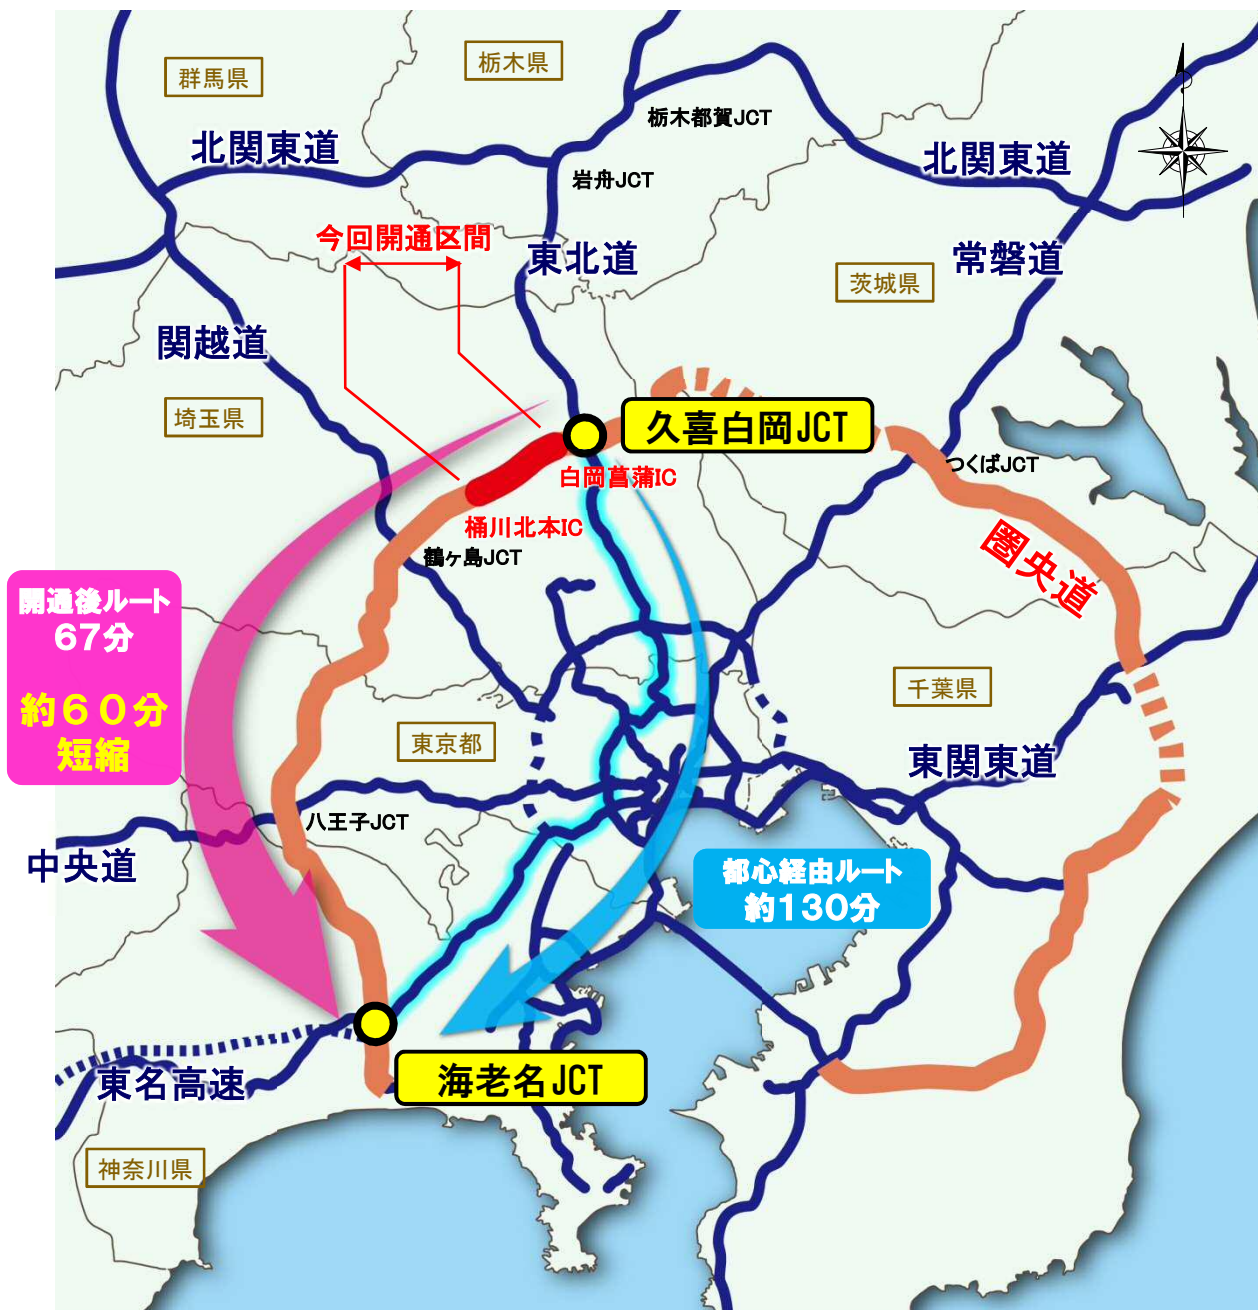 栃木県
群馬県
栃木都賀JCT
北関東道
北関東道
岩舟JCT
今回開通区間
東北道
常磐道
茨城県
関越道
埼玉県
久喜白岡JCT
つくばJCT
白岡菖蒲IC
桶川北本IC
鶴ヶ島JCT
圏央道
開通後ルート
67分
約60分
短縮
千葉県
東京都
東関東道
八王子JCT
中央道
都心経由ルート
約130分
東名高速
海老名JCT
神奈川県